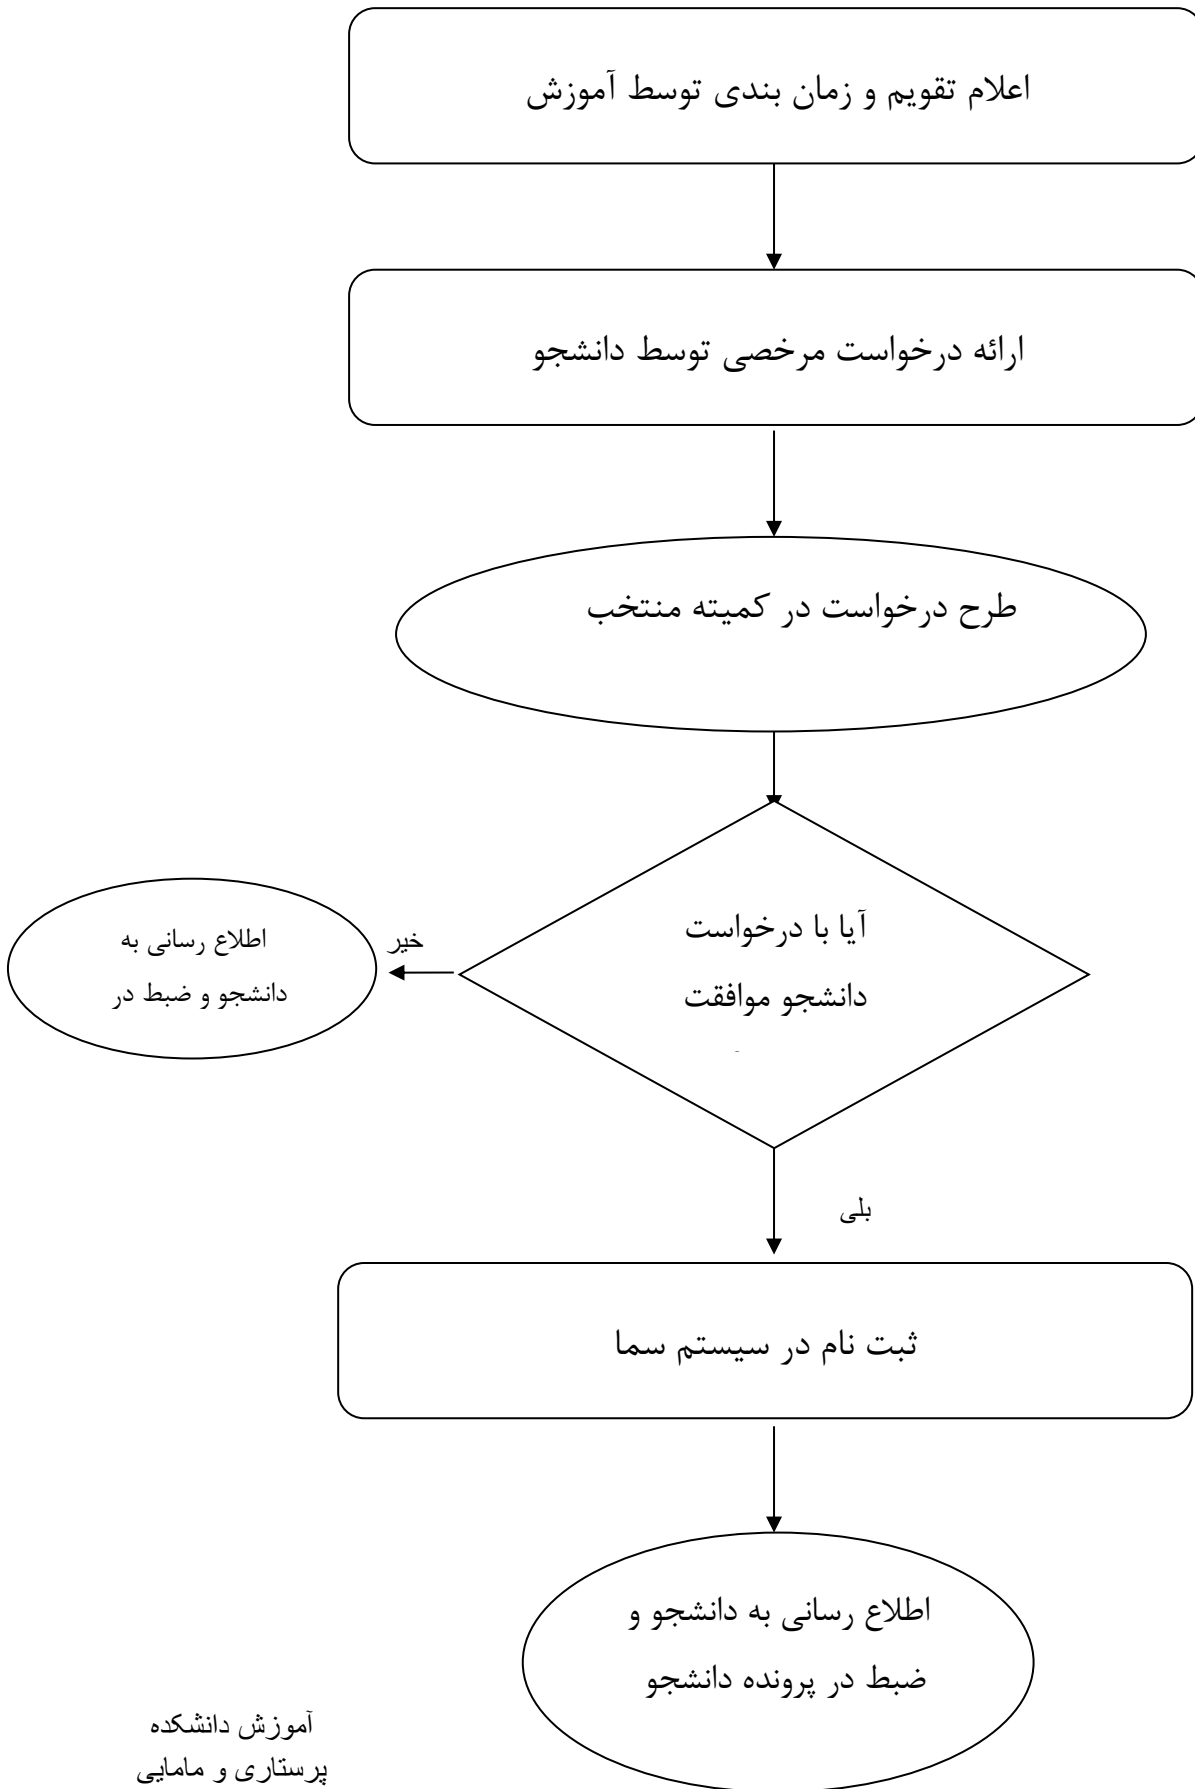 اعلام تقویم و زمان بندی توسط آموزش
ارائه درخواست مرخصی توسط دانشجو
طرح درخواست در کمیته منتخب
آیا با درخواست
دانشجو موافقت
خیر
اطلاع رسانی به
دانشجو و ضبط در
بلی
ثبت نام در سیستم سما
اطلاع رسانی به دانشجو و
ضبط در پرونده دانشجو
آموزش دانشکده
پرستاری و مامایی